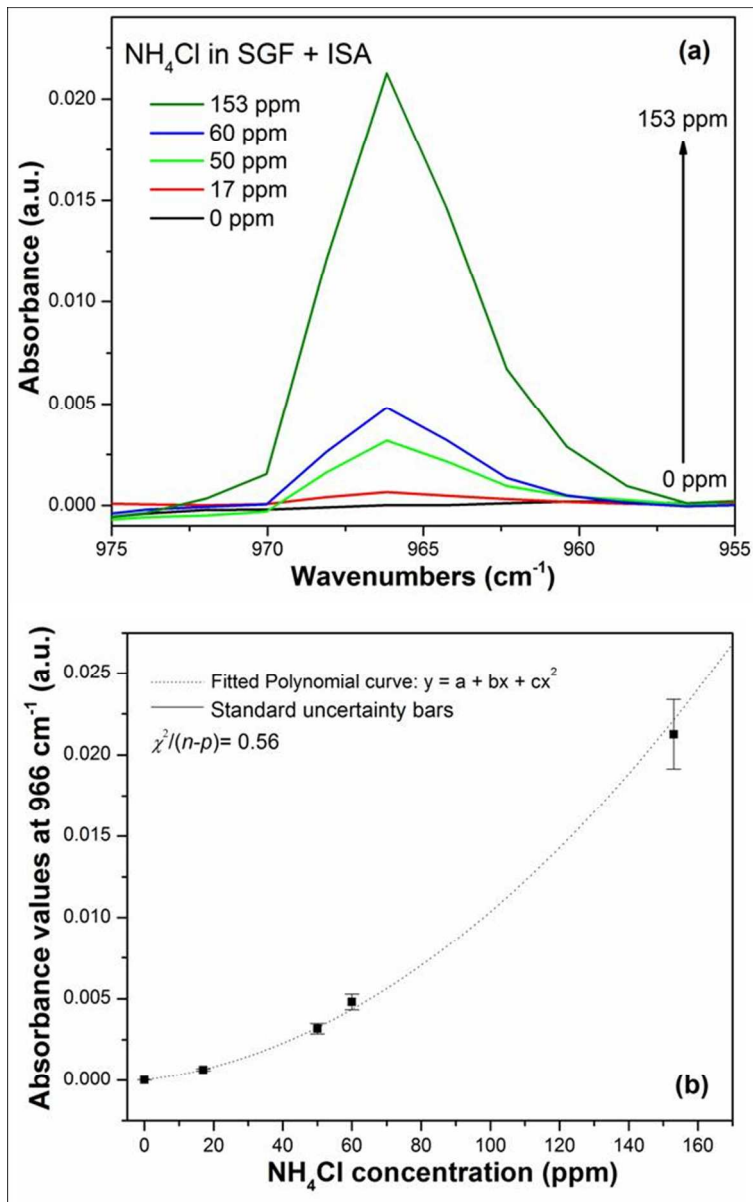 NH₄Cl in SGF + ISA
(a)
153 ppm
60 ppm
50 ppm
17 ppm
0 ppm
153 ppm
0 ppm
0.020
0.015
0.010
0.005
0.000
Absorbance (a.u.)
975 970 965 960 955
Wavenumbers (cm⁻¹)
Fitted Polynomial curve: y = a + bx + cx²
Standard uncertainty bars
χ²/(n-p)= 0.56
0.025
0.020
0.015
0.010
0.005
0.000
Absorbance values at 966 cm⁻¹ (a.u.)
(b)
0 20 40 60 80 100 120 140 160
NH₄Cl concentration (ppm)